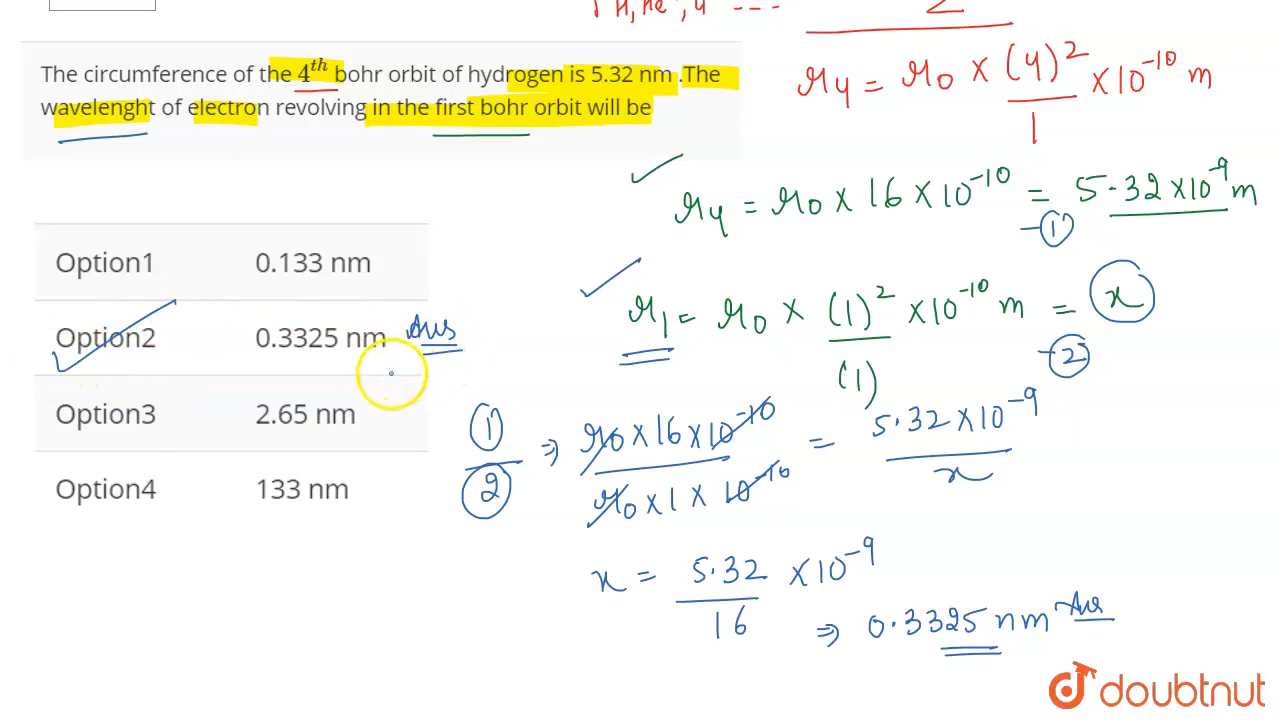 The circumference of the 4th bohr orbit of hydrogen is 5.32 nm .The
wavelenght of electron revolving in the first bohr orbit will be
Option1 0.133 nm
Option2 0.3325 nm Ans
Option3 2.65 nm
Option4 133 nm
r4 = r0 × (4)²/1 × 10⁻¹⁰ m
r4 = r0 × 16 × 10⁻¹⁰ = 5.32 × 10⁻⁹ m
-①
r1 = r0 × (1)²/(1) × 10⁻¹⁰ m = x
-②
①/② ⇒ r0 × 16 × 10⁻¹⁰ / r0 × 1 × 10⁻¹⁰ = 5.32 × 10⁻⁹ / x
x = 5.32/16 × 10⁻⁹
⇒ 0.3325 nm Ans
doubtnut